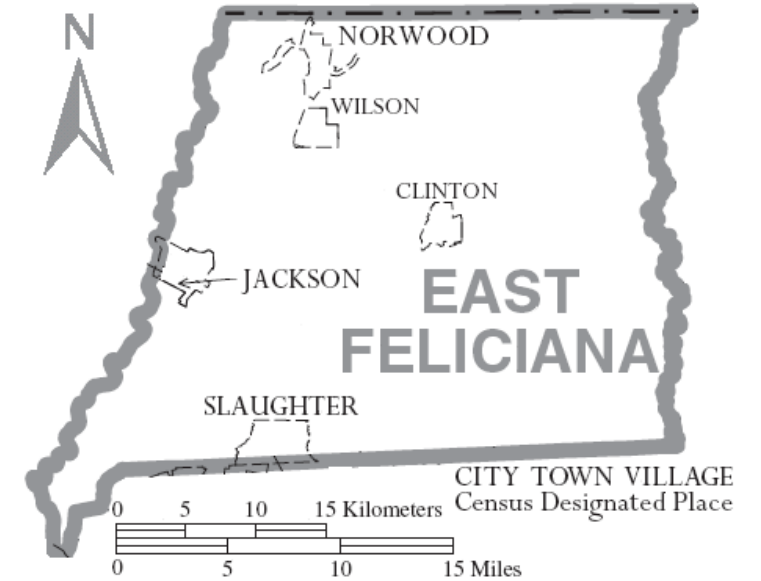 N
NORWOOD
WILSON
CLINTON
JACKSON
EAST
FELICIANA
SLAUGHTER
CITY TOWN VILLAGE
Census Designated Place
0 5 10 15 Kilometers
0 5 10 15 Miles